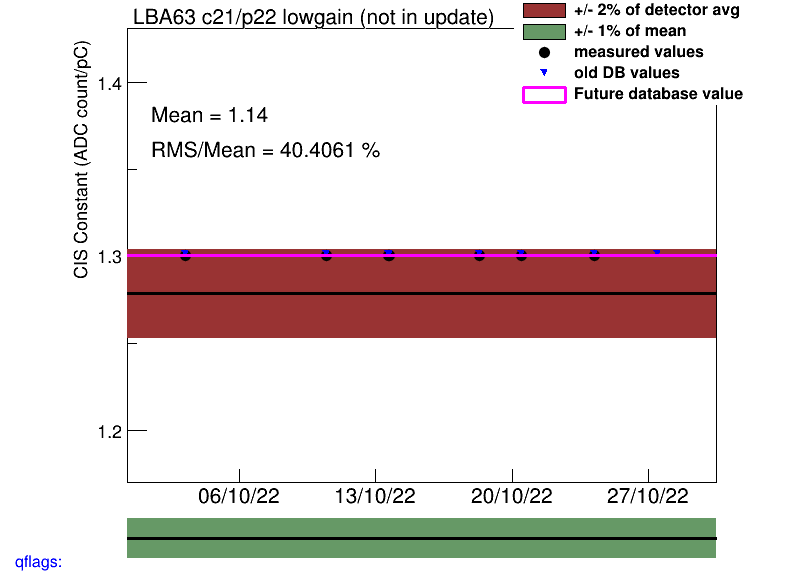 LBA63 c21/p22 lowgain (not in update)
+/- 2% of detector avg
+/- 1% of mean
measured values
old DB values
Future database value
CIS Constant (ADC count/pC)
Mean = 1.14
RMS/Mean = 40.4061 %
1.4
1.3
1.2
06/10/22 13/10/22 20/10/22 27/10/22
qflags: